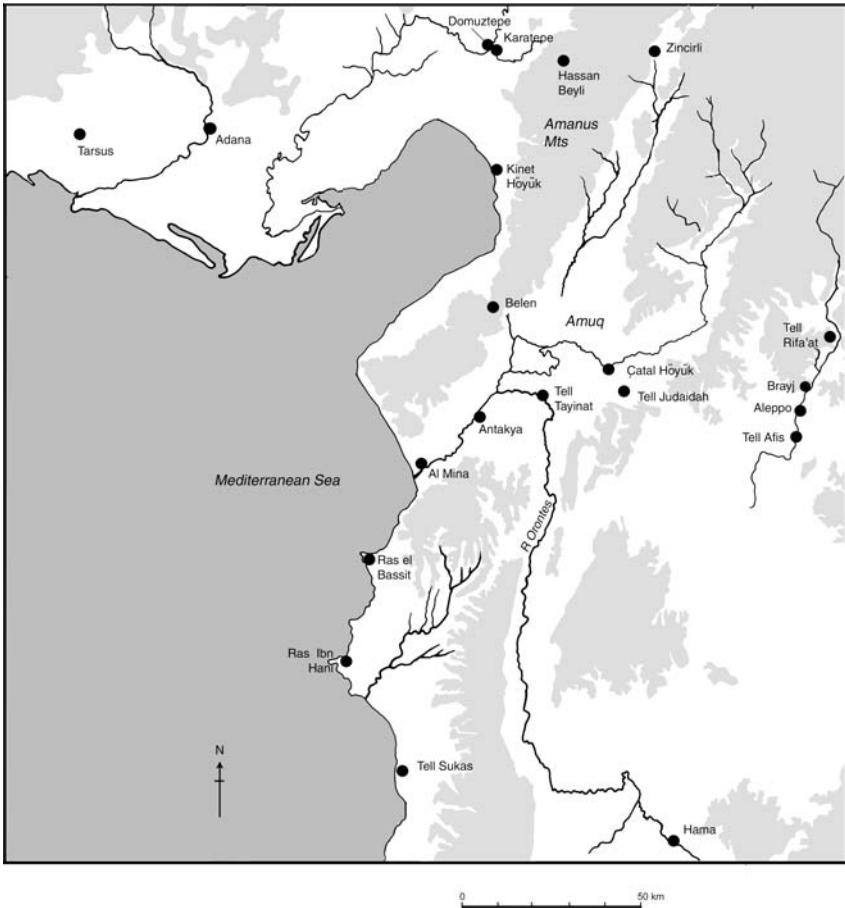 Domuztepe
Karatepe
Zincirli
Hassan
Beyli
Amanus
Mts
Tarsus
Adana
Kinet
Höyük
Belen
Amuq
Tell
Rifa'at
Çatal Höyük
Brayj
Tell Judaidah
Tell
Tayinat
Aleppo
Antakya
Tell Afis
Al Mina
Mediterranean Sea
R Orontes
Ras el
Bassit
Ras Ibn
Hani
N
Tell Sukas
Hama
0 50 km